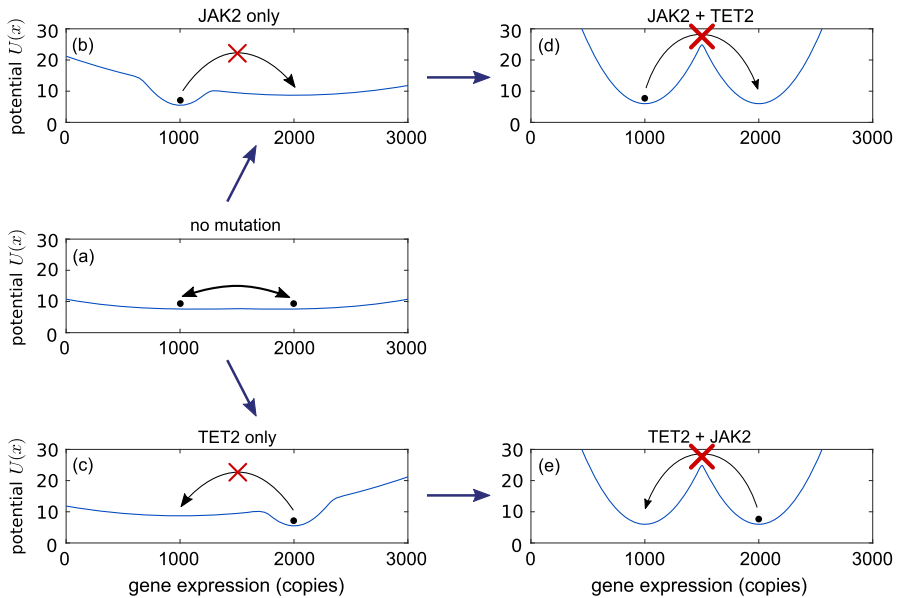 JAK2 only
potential U(x)
30
20
10
0
(b)
0 1000 2000 3000
JAK2 + TET2
30
20
10
0
(d)
0 1000 2000 3000
no mutation
potential U(x)
30
20
10
0
(a)
0 1000 2000 3000
TET2 only
potential U(x)
30
20
10
0
(c)
0 1000 2000 3000
gene expression (copies)
TET2 + JAK2
30
20
10
0
(e)
0 1000 2000 3000
gene expression (copies)